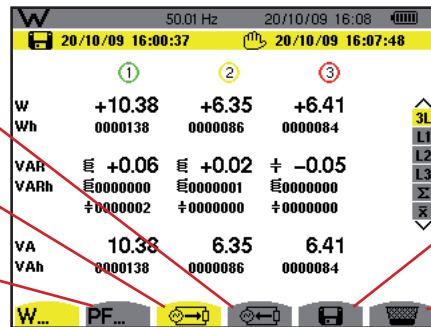 W 50.01 Hz 20/10/09 16:08
20/10/09 16:00:37 20/10/09 16:07:48
1 2 3
W +10.38 +6.35 +6.41
Wh 0000138 0000086 0000084
VAR +0.06 +0.02 -0.05
VARh 0000000 0000001 0000000
0000002 0000000 0000000
VA 10.38 6.35 6.41
VAh 0000138 0000086 0000084
3L
L1
L2
L3
Σ
x̄
W... PF...